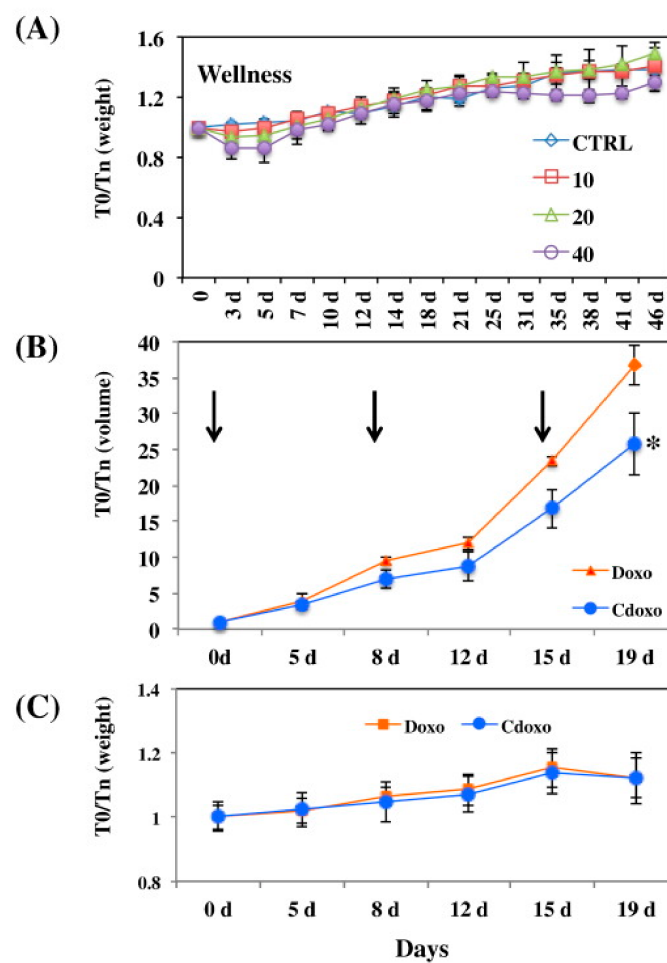 (A)
T0/Tn (weight)
1.6
1.2
0.8
0.4
0
Wellness
CTRL
10
20
40
0
3 d
5 d
7 d
10 d
12 d
14 d
18 d
21 d
25 d
31 d
35 d
38 d
41 d
46 d
(B)
T0/Tn (volume)
40
35
30
25
20
15
10
5
0
*
Doxo
Cdoxo
0d
5 d
8 d
12 d
15 d
19 d
(C)
T0/Tn (weight)
1.4
1.2
1
0.8
Doxo Cdoxo
0 d
5 d
8 d
12 d
15 d
19 d
Days